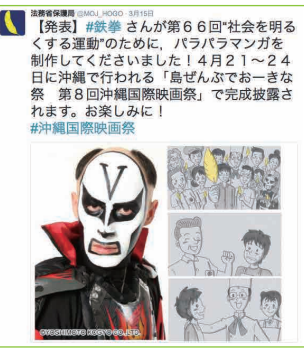 法務省保護局 @MOJ_HOGO・3月15日
【発表】#鉄拳 さんが第66回“社会を明る
くする運動”のために，パラパラマンガを
制作してくださいました！4月21～24
日に沖縄で行われる「島ぜんぶでおーきな
祭　第8回沖縄国際映画祭」で完成披露さ
れます。お楽しみに！
#沖縄国際映画祭
V
©YOSHIMOTO KOGYO CO.,LTD.